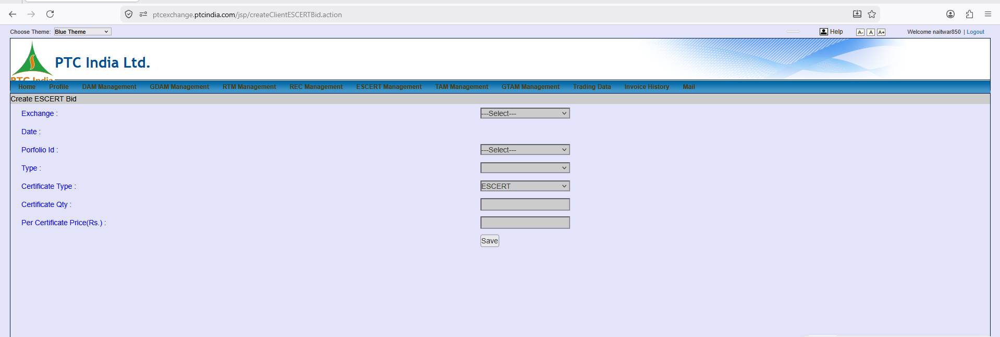 ptcexchange.ptcindia.com/jsp/createClientESCERTBid.action
Choose Theme: Blue Theme
Help A- A A+ Welcome naitwar850 | Logout
PTC India Ltd.
PTC India
Home Profile DAM Management GDAM Management RTM Management REC Management ESCERT Management TAM Management GTAM Management Trading Data Invoice History Mail
Create ESCERT Bid
Exchange : ---Select---
Date :
Porfolio Id : ---Select---
Type :
Certificate Type : ESCERT
Certificate Qty :
Per Certificate Price(Rs.) :
Save